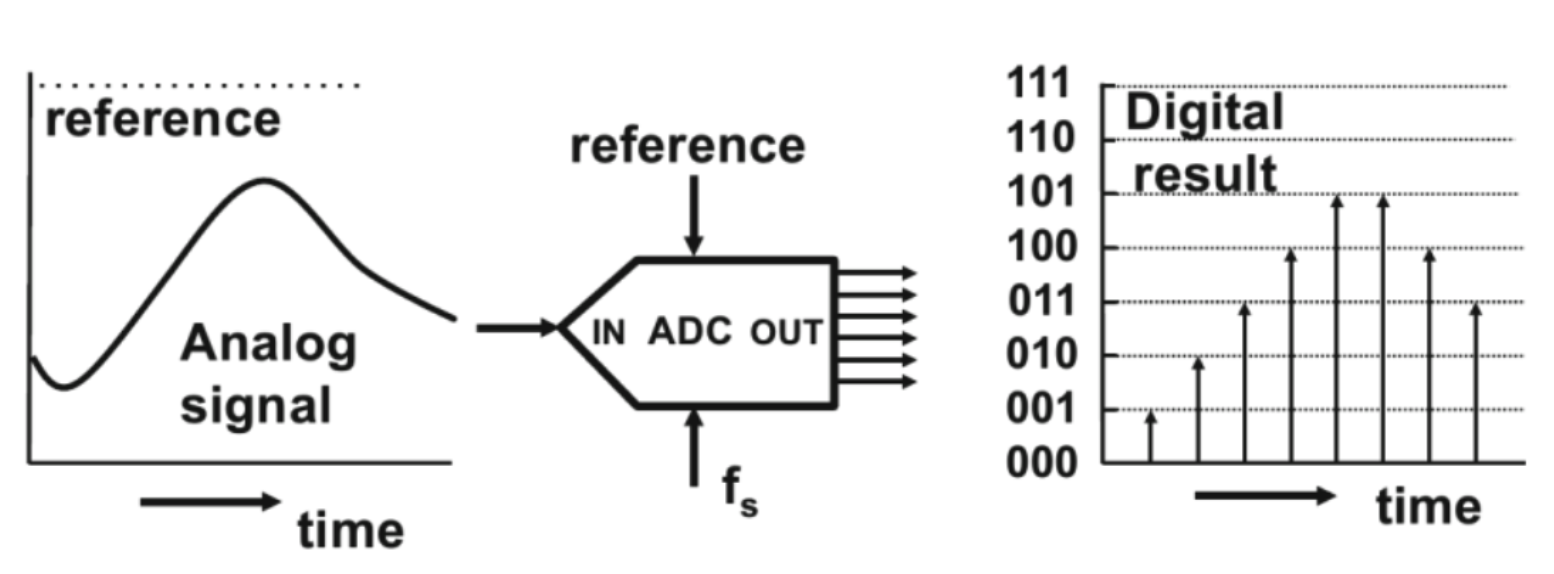 reference
Analog
signal
time
reference
IN ADC OUT
fs
111
110
101
100
011
010
001
000
Digital
result
time